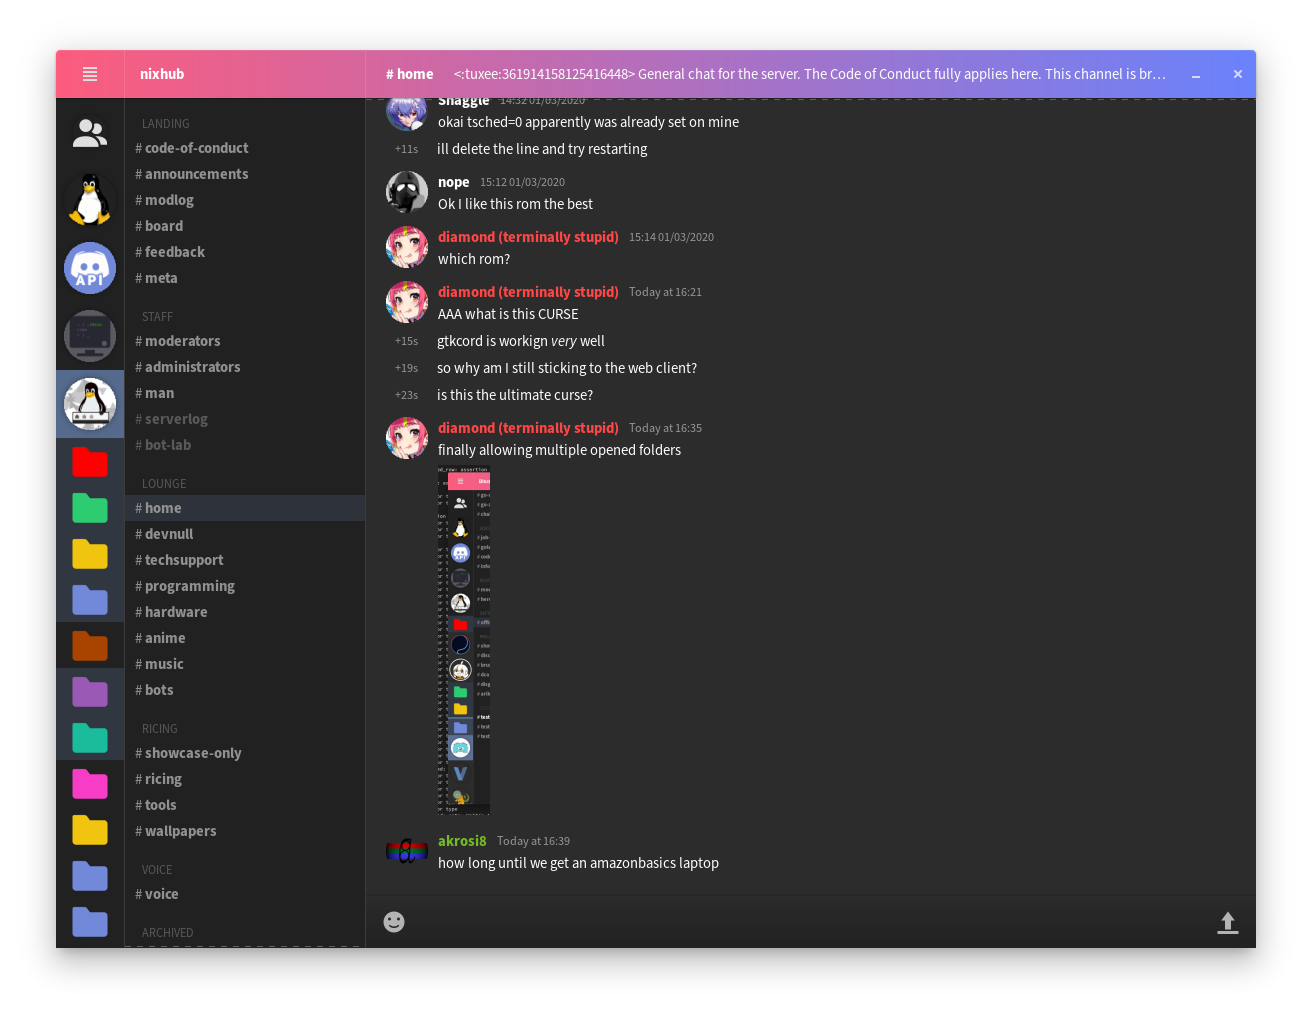 nixhub
# home <:tuxee:361914158125416448> General chat for the server. The Code of Conduct fully applies here. This channel is br...
API
LANDING
# code-of-conduct
# announcements
# modlog
# board
# feedback
# meta
STAFF
# moderators
# administrators
# man
# serverlog
# bot-lab
LOUNGE
# home
# devnull
# techsupport
# programming
# hardware
# anime
# music
# bots
RICING
# showcase-only
# ricing
# tools
# wallpapers
VOICE
# voice
ARCHIVED
Snaggle 14:32 01/03/2020
okai tsched=0 apparently was already set on mine
+11s ill delete the line and try restarting
nope 15:12 01/03/2020
Ok I like this rom the best
diamond (terminally stupid) 15:14 01/03/2020
which rom?
diamond (terminally stupid) Today at 16:21
AAA what is this CURSE
+15s gtkcord is workign very well
+19s so why am I still sticking to the web client?
+23s is this the ultimate curse?
diamond (terminally stupid) Today at 16:35
finally allowing multiple opened folders
akrosi8 Today at 16:39
how long until we get an amazonbasics laptop